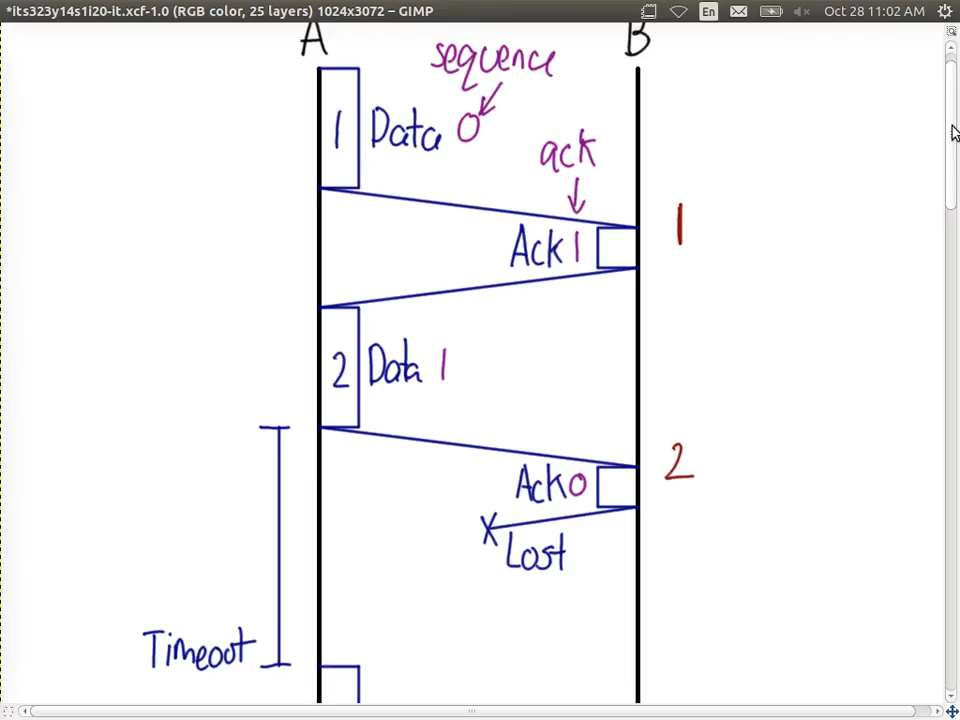 *its323y14s1i20-it.xcf-1.0 (RGB color, 25 layers) 1024x3072 – GIMP
En
Oct 28 11:02 AM
A
B
sequence
1 Data 0
ack
1
Ack 1
2 Data 1
2
Ack 0
Lost
Timeout